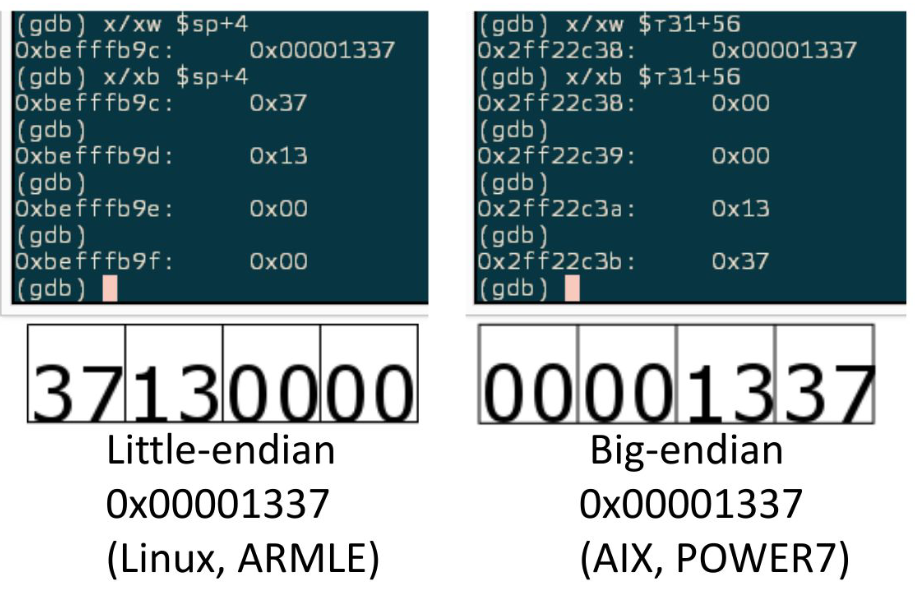 (gdb) x/xw $sp+4
0xbefffb9c: 0x00001337
(gdb) x/xb $sp+4
0xbefffb9c: 0x37
(gdb)
0xbefffb9d: 0x13
(gdb)
0xbefffb9e: 0x00
(gdb)
0xbefffb9f: 0x00
(gdb)
37 13 00 00
Little-endian
0x00001337
(Linux, ARMLE)
(gdb) x/xw $r31+56
0x2ff22c38: 0x00001337
(gdb) x/xb $r31+56
0x2ff22c38: 0x00
(gdb)
0x2ff22c39: 0x00
(gdb)
0x2ff22c3a: 0x13
(gdb)
0x2ff22c3b: 0x37
(gdb)
00 00 13 37
Big-endian
0x00001337
(AIX, POWER7)